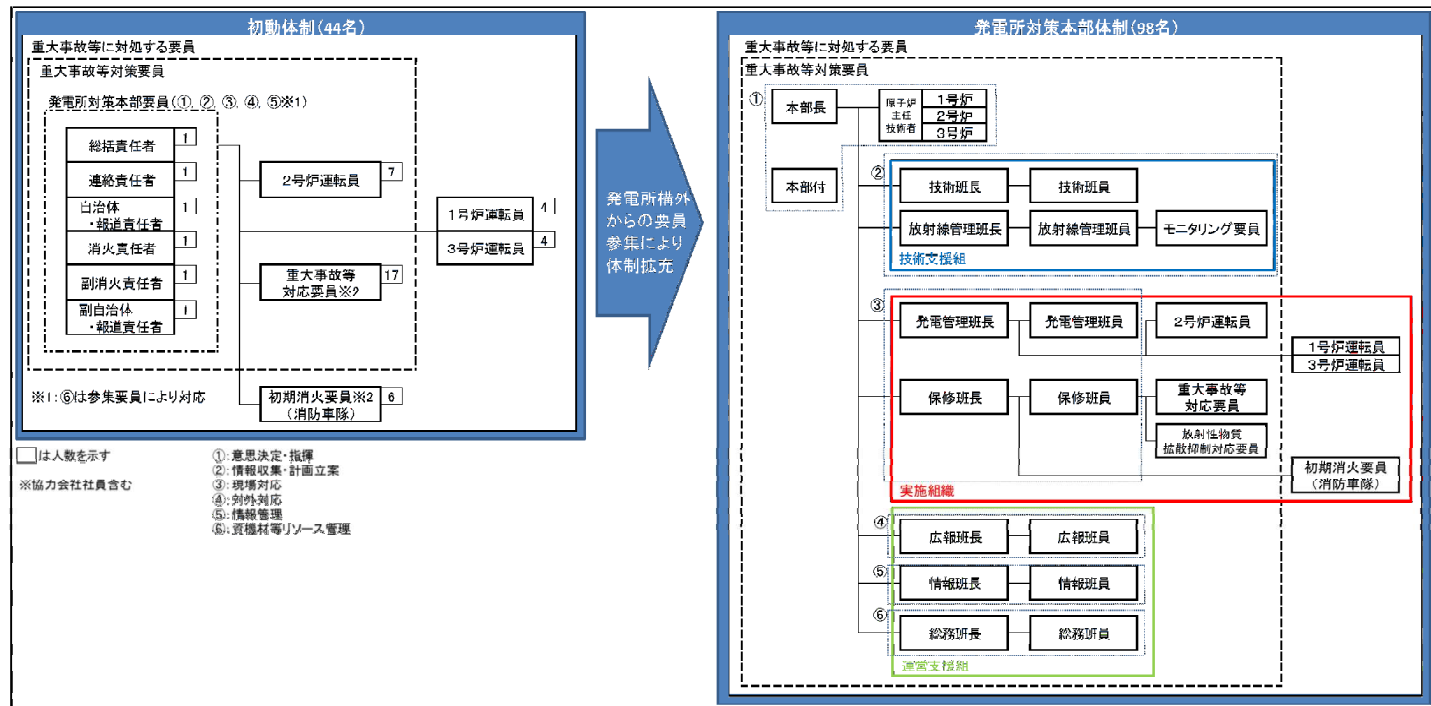 初動体制(44名)
重大事故等に対処する要員
重大事故等対策要員
発電所対策本部要員(①, ②, ③, ④, ⑤※1)
総括責任者
1
連絡責任者
1
自治体
・報道責任者
1
消火責任者
1
副消火責任者
1
副自治体
・報道責任者
1
2号炉運転員
7
1号炉運転員
4
3号炉運転員
4
重大事故等
対応要員※2
17
初期消火要員※2
(消防車隊)
6
※1:⑥は参集要員により対応
は人数を示す
※協力会社社員含む
①:意思決定・指揮
②:情報収集・計画立案
③:現場対応
④:対外対応
⑤:情報管理
⑥:資機材等リソース管理
発電所構外
からの要員
参集により
体制拡充
発電所対策本部体制(98名)
重大事故等に対処する要員
重大事故等対策要員
①
本部長
原子炉
主任
技術者
1号炉
2号炉
3号炉
本部付
②
技術班長
技術班員
放射線管理班長
放射線管理班員
モニタリング要員
技術支援組
③
発電管理班長
発電管理班員
2号炉運転員
1号炉運転員
3号炉運転員
保修班長
保修班員
重大事故等
対応要員
放射性物質
拡散抑制対応要員
初期消火要員
(消防車隊)
実施組織
④
広報班長
広報班員
⑤
情報班長
情報班員
⑥
総務班長
総務班員
運営支援組